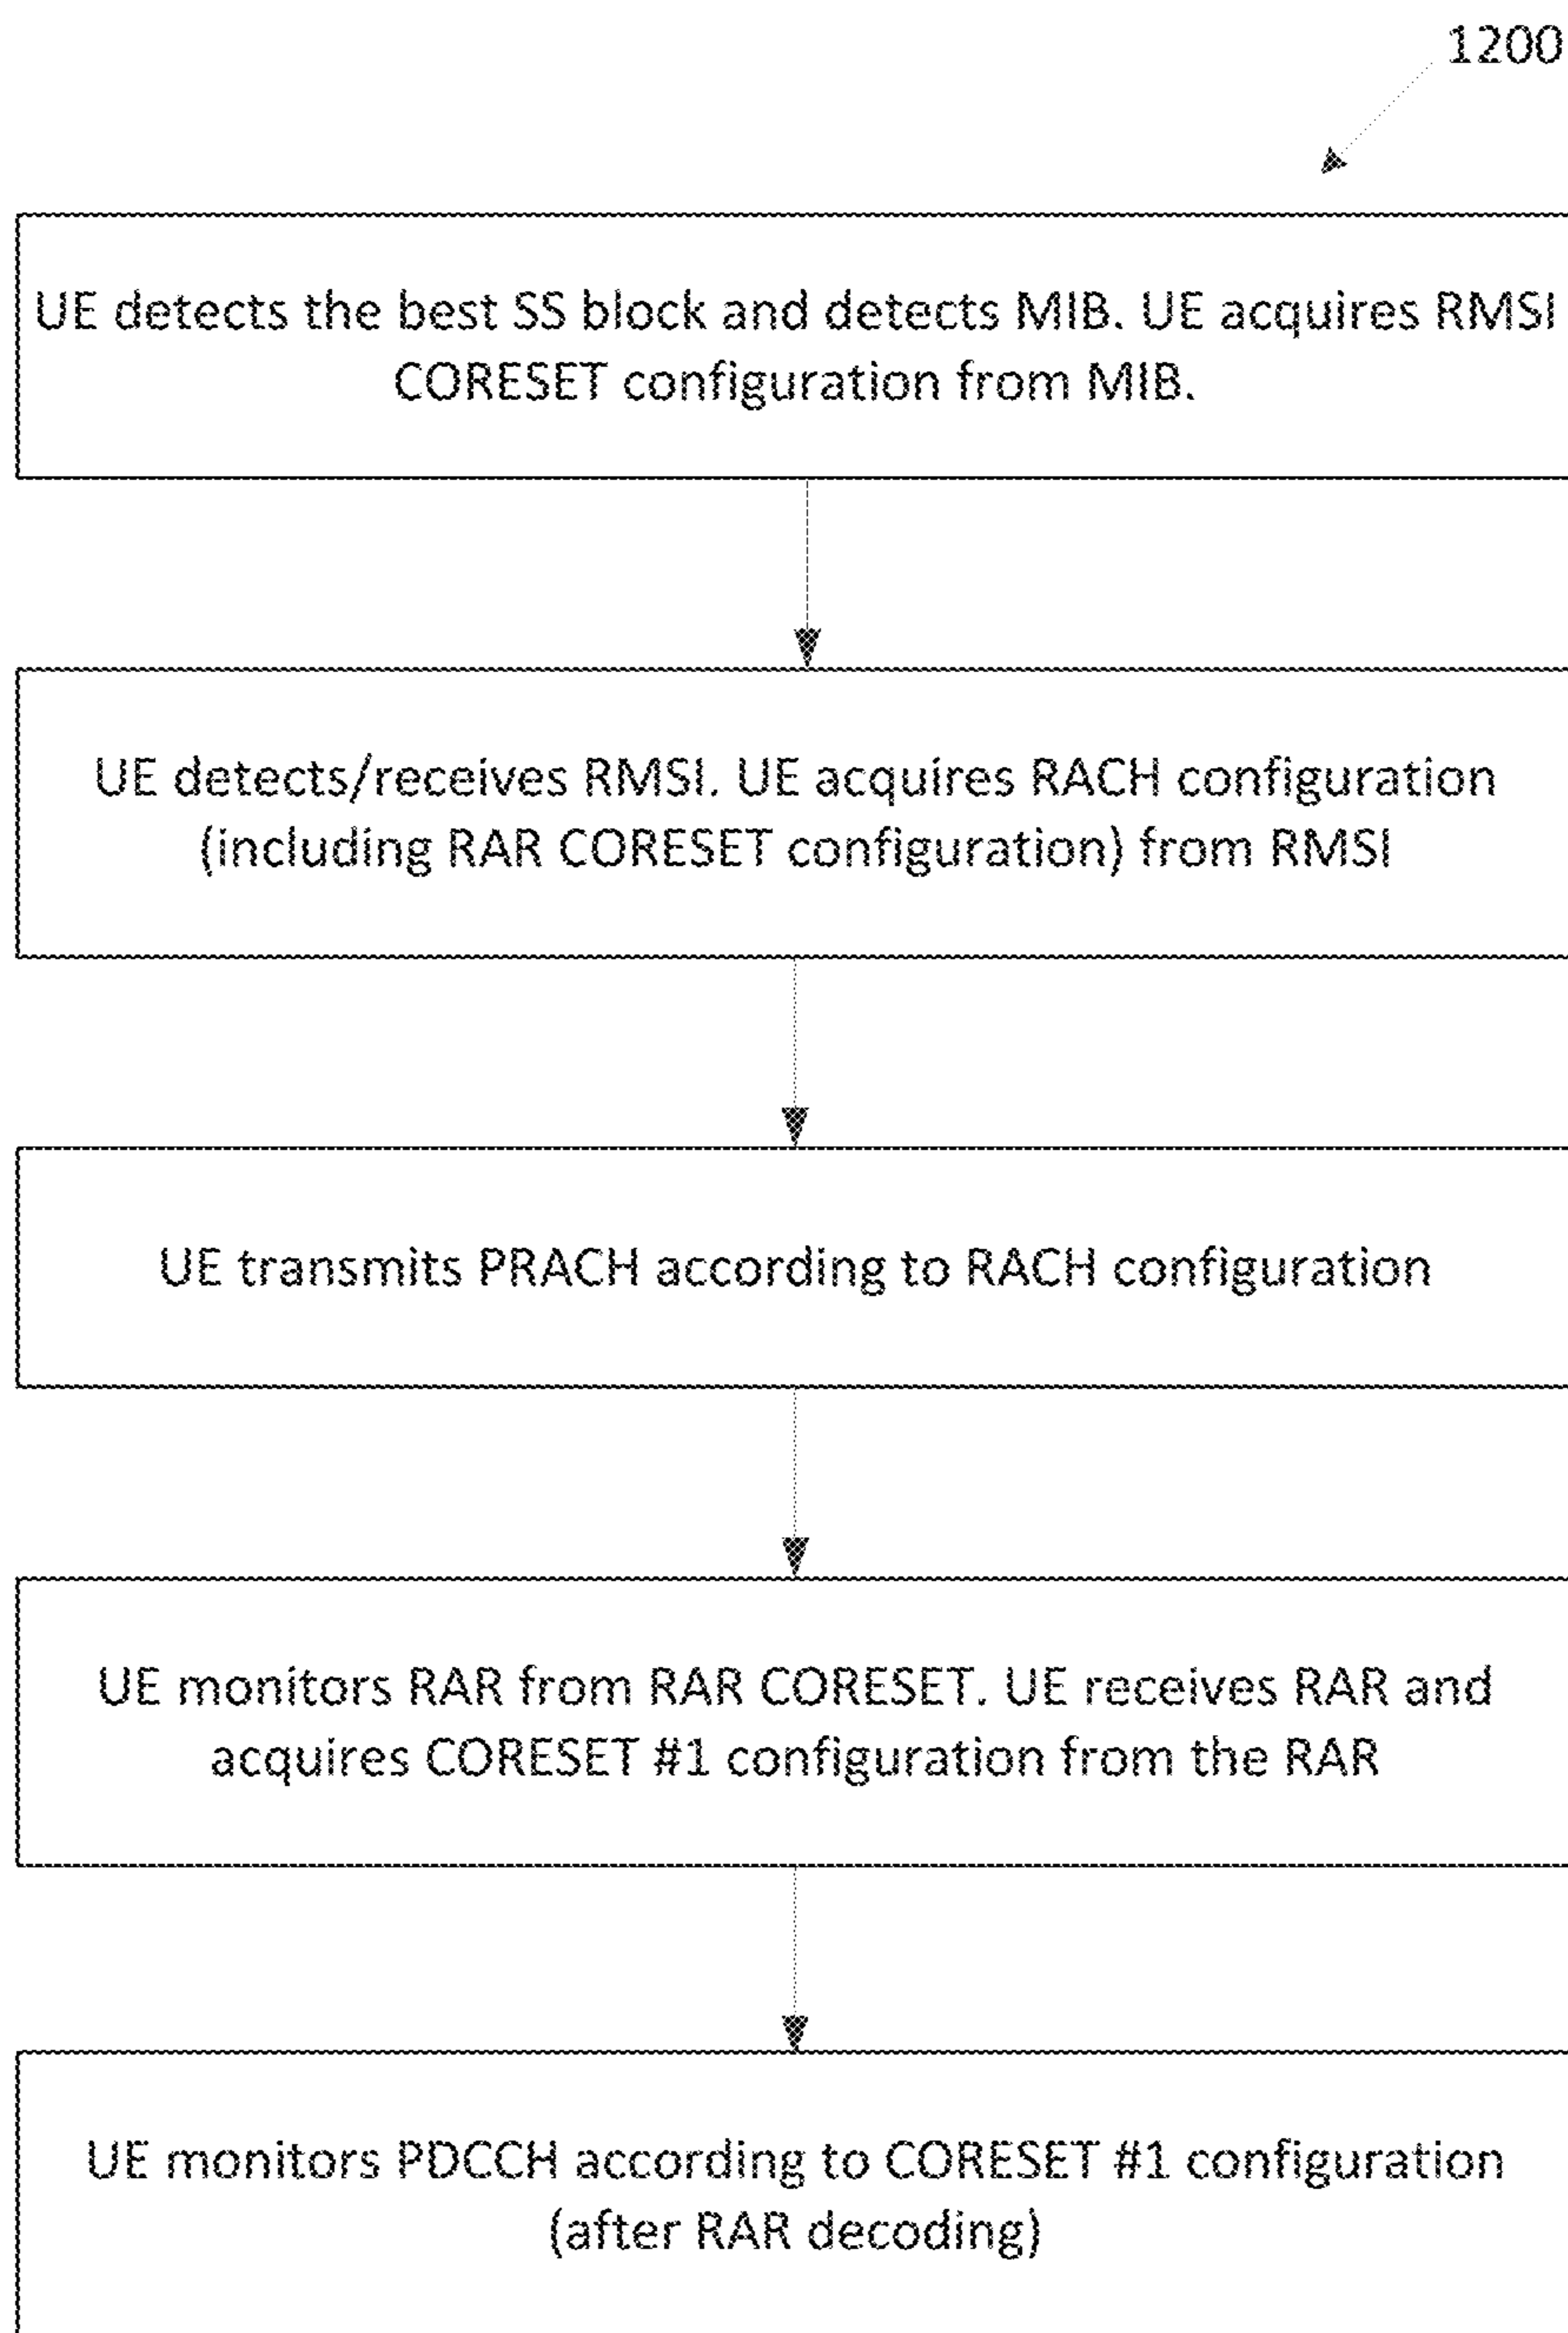 1200
UE detects the best SS block and detects MIB. UE acquires RMSI
CORESET configuration from MIB.
UE detects/receives RMSI. UE acquires RACH configuration
(including RAR CORESET configuration) from RMSI
UE transmits PRACH according to RACH configuration
UE monitors RAR from RAR CORESET. UE receives RAR and
acquires CORESET #1 configuration from the RAR
UE monitors PDCCH according to CORESET #1 configuration
(after RAR decoding)